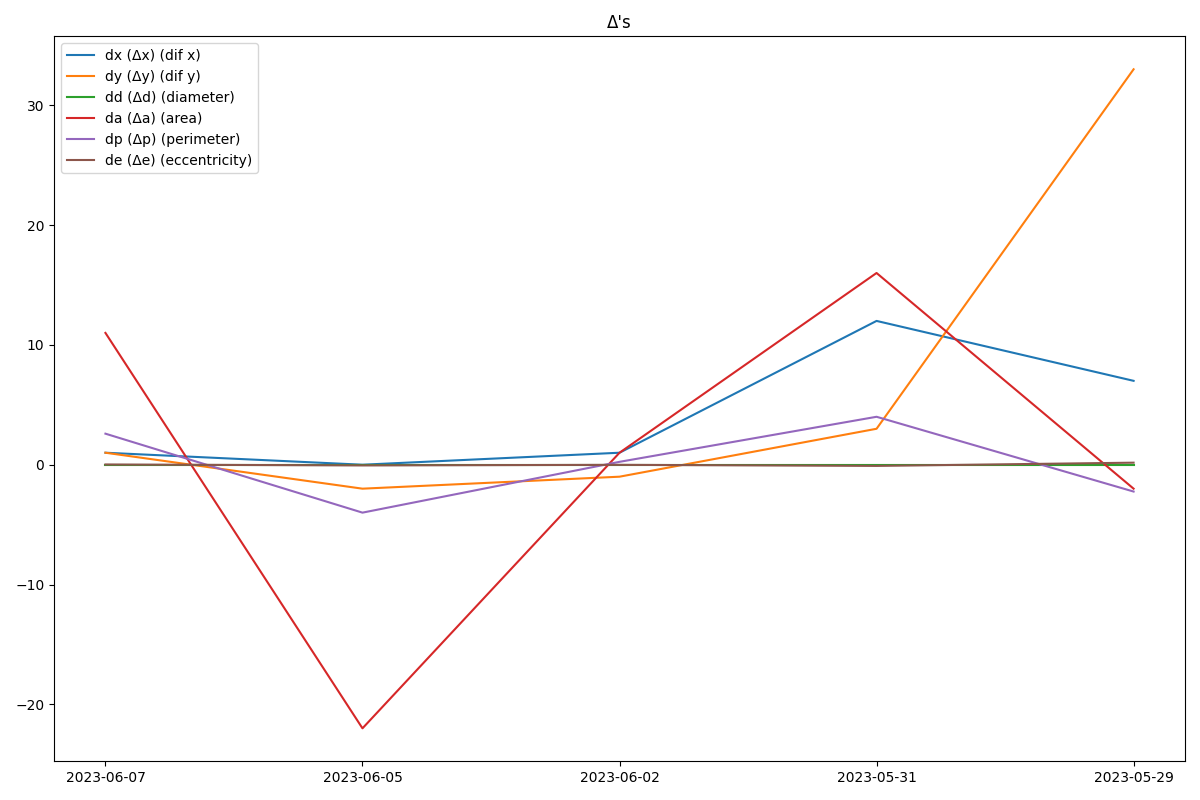 Δ's
dx (Δx) (dif x)
dy (Δy) (dif y)
dd (Δd) (diameter)
da (Δa) (area)
dp (Δp) (perimeter)
de (Δe) (eccentricity)
30
20
10
0
−10
−20
2023-06-07 2023-06-05 2023-06-02 2023-05-31 2023-05-29